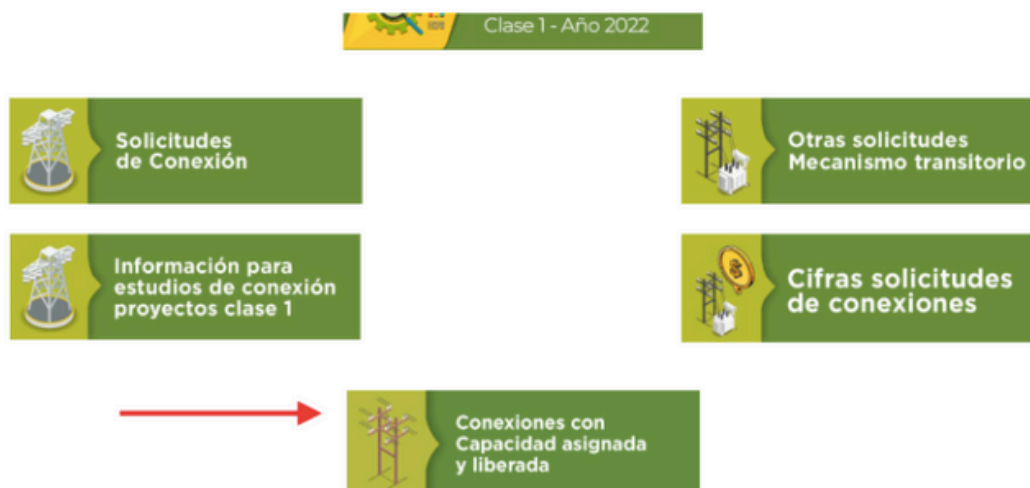 Clase 1 - Año 2022
Solicitudes
de Conexión
Otras solicitudes
Mecanismo transitorio
Información para
estudios de conexión
proyectos clase 1
Cifras solicitudes
de conexiones
Conexiones con
Capacidad asignada
y liberada